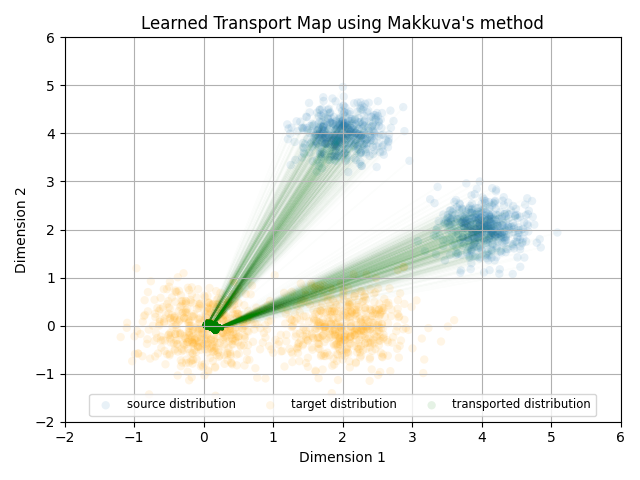 Learned Transport Map using Makkuva's method
6
5
4
3
2
1
0
−1
−2
Dimension 2
source distribution target distribution transported distribution
−2 −1 0 1 2 3 4 5 6
Dimension 1